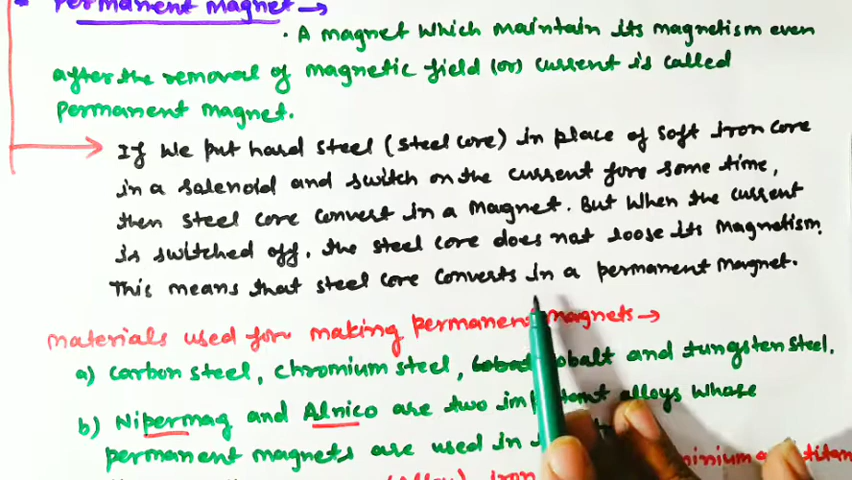 Permanent Magnet →
. A magnet which maintain its magnetism even
after the removal of magnetic field (or) current is called
permanent magnet.
If we put hard steel (steel core) in place of soft iron core
in a salenoid and switch on the current fore some time,
then steel core convert in a magnet. But when the current
is switched off, the steel core does not loose its magnetism.
This means that steel core converts in a permanent magnet.
materials used fore making permanent magnets →
a) carbon steel, chromium steel, cobalt and tungsten steel.
b) Nipermag and Alnico are two important alloys whose
permanent magnets are used in
(alloy) iron